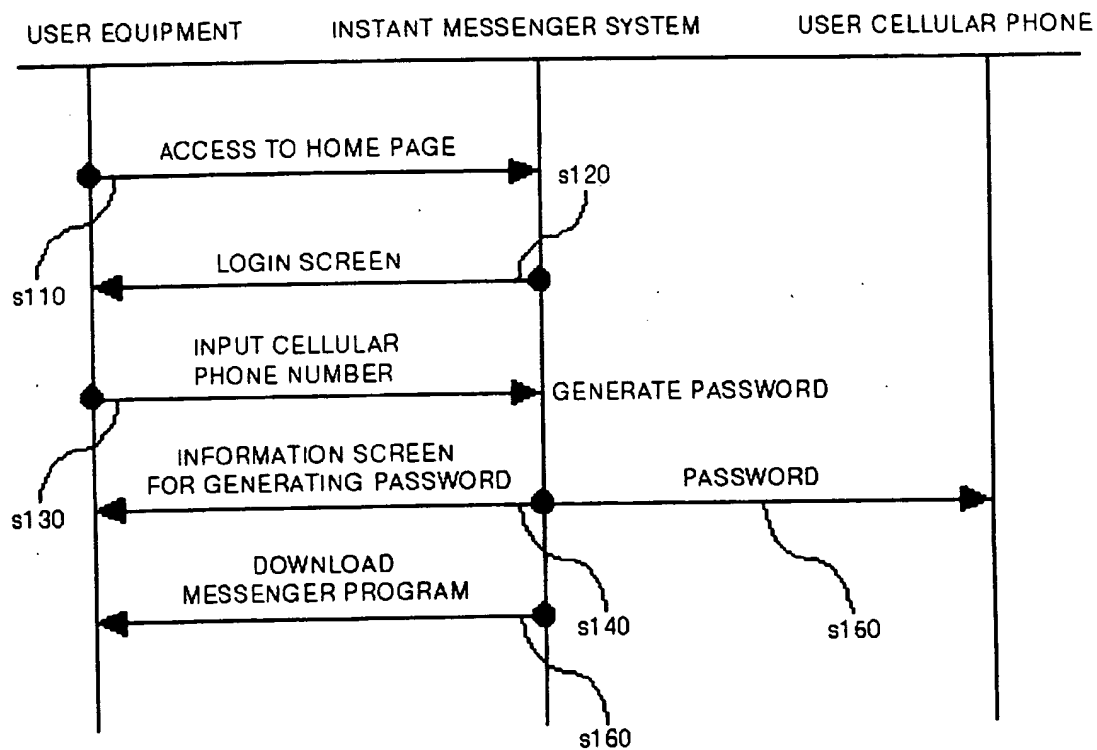 USER EQUIPMENT
INSTANT MESSENGER SYSTEM
USER CELLULAR PHONE
ACCESS TO HOME PAGE
s120
s110
LOGIN SCREEN
INPUT CELLULAR
PHONE NUMBER
GENERATE PASSWORD
s130
INFORMATION SCREEN
FOR GENERATING PASSWORD
PASSWORD
s140
s160
DOWNLOAD
MESSENGER PROGRAM
s160